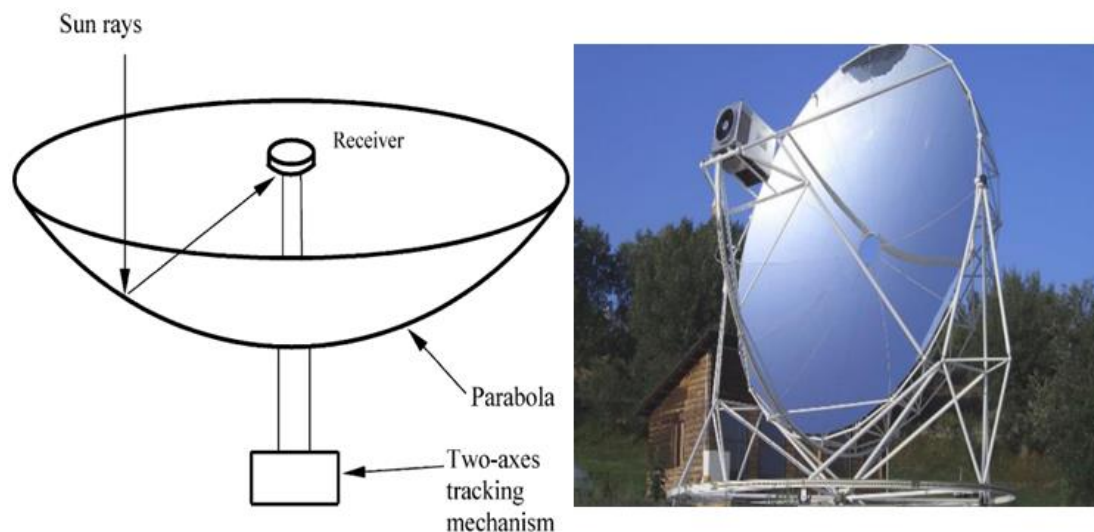 Sun rays
Receiver
Parabola
Two-axes
tracking
mechanism